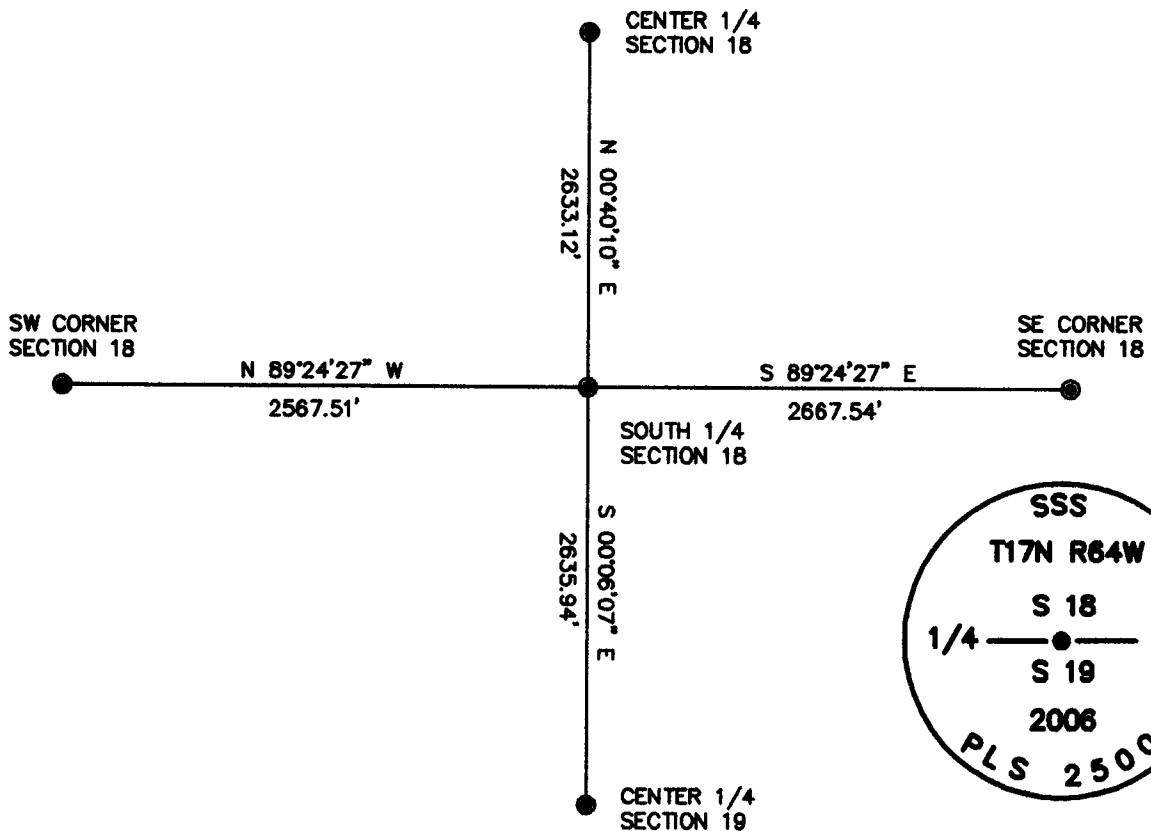 CENTER 1/4
SECTION 18
N 00°40'10" E
2633.12'
SW CORNER
SECTION 18
N 89°24'27" W
2567.51'
S 89°24'27" E
2667.54'
SE CORNER
SECTION 18
SOUTH 1/4
SECTION 18
S 00°06'07" E
2635.94'
SSS
T17N R64W
S 18
1/4
S 19
2006
PLS 2500
CENTER 1/4
SECTION 19